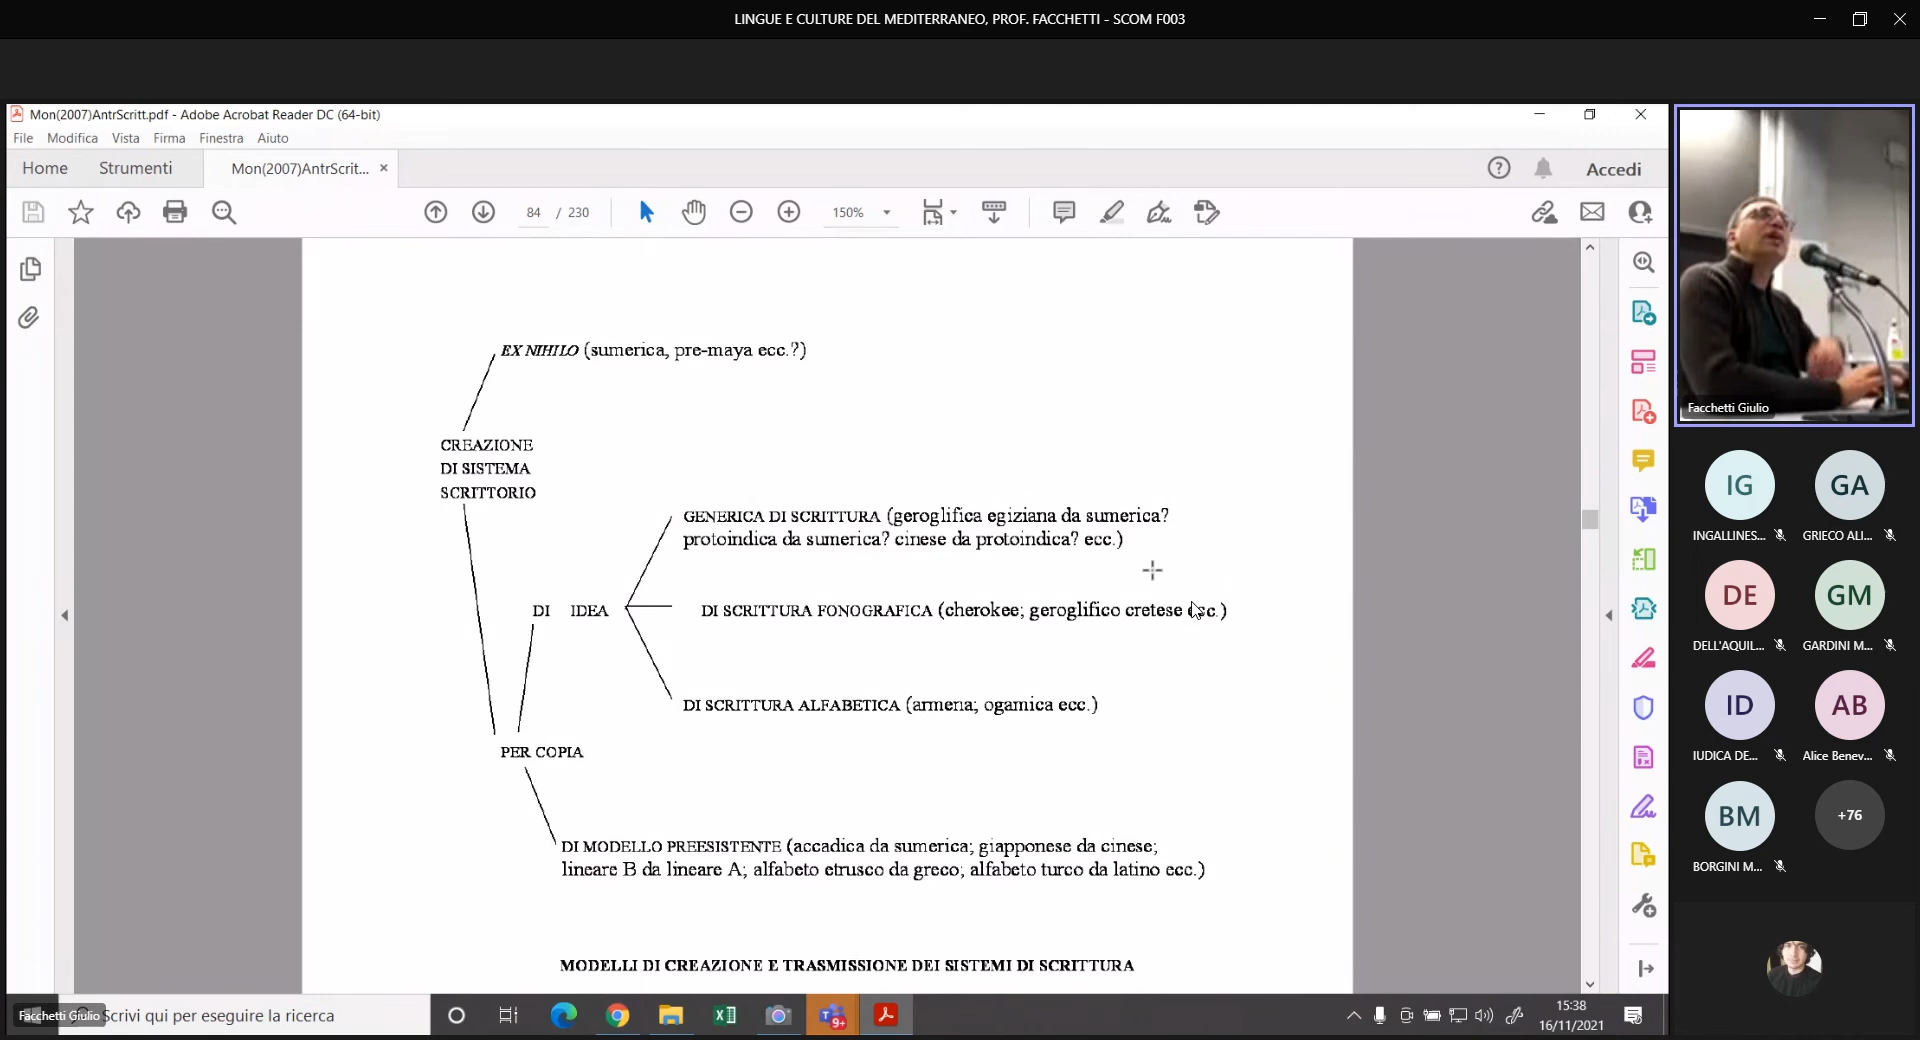 LINGUE E CULTURE DEL MEDITERRANEO, PROF. FACCHETTI - SCOM F003
Mon(2007)AntrScritt.pdf - Adobe Acrobat Reader DC (64-bit)
File Modifica Vista Firma Finestra Aiuto
Home Strumenti Mon(2007)AntrScrit... × Accedi
84 / 230 150%
EX NIHILO (sumerica, pre-maya ecc.?)
CREAZIONE
DI SISTEMA
SCRITTORIO
GENERICA DI SCRITTURA (geroglifica egiziana da sumerica?
protoindica da sumerica? cinese da protoindica? ecc.)
DI IDEA
DI SCRITTURA FONOGRAFICA (cherokee; geroglifico cretese ecc.)
DI SCRITTURA ALFABETICA (armena; ogamica ecc.)
PER COPIA
DI MODELLO PREESISTENTE (accadica da sumerica; giapponese da cinese;
lineare B da lineare A; alfabeto etrusco da greco; alfabeto turco da latino ecc.)
MODELLI DI CREAZIONE E TRASMISSIONE DEI SISTEMI DI SCRITTURA
Facchetti Giulio
IG GA
INGALLINES... GRIECO ALI...
DE GM
DELL'AQUIL... GARDINI M...
ID AB
IUDICA DE... Alice Benev...
BM +76
BORGINI M...
Facchetti Giulio
Scrivi qui per eseguire la ricerca
9+
15:38
16/11/2021